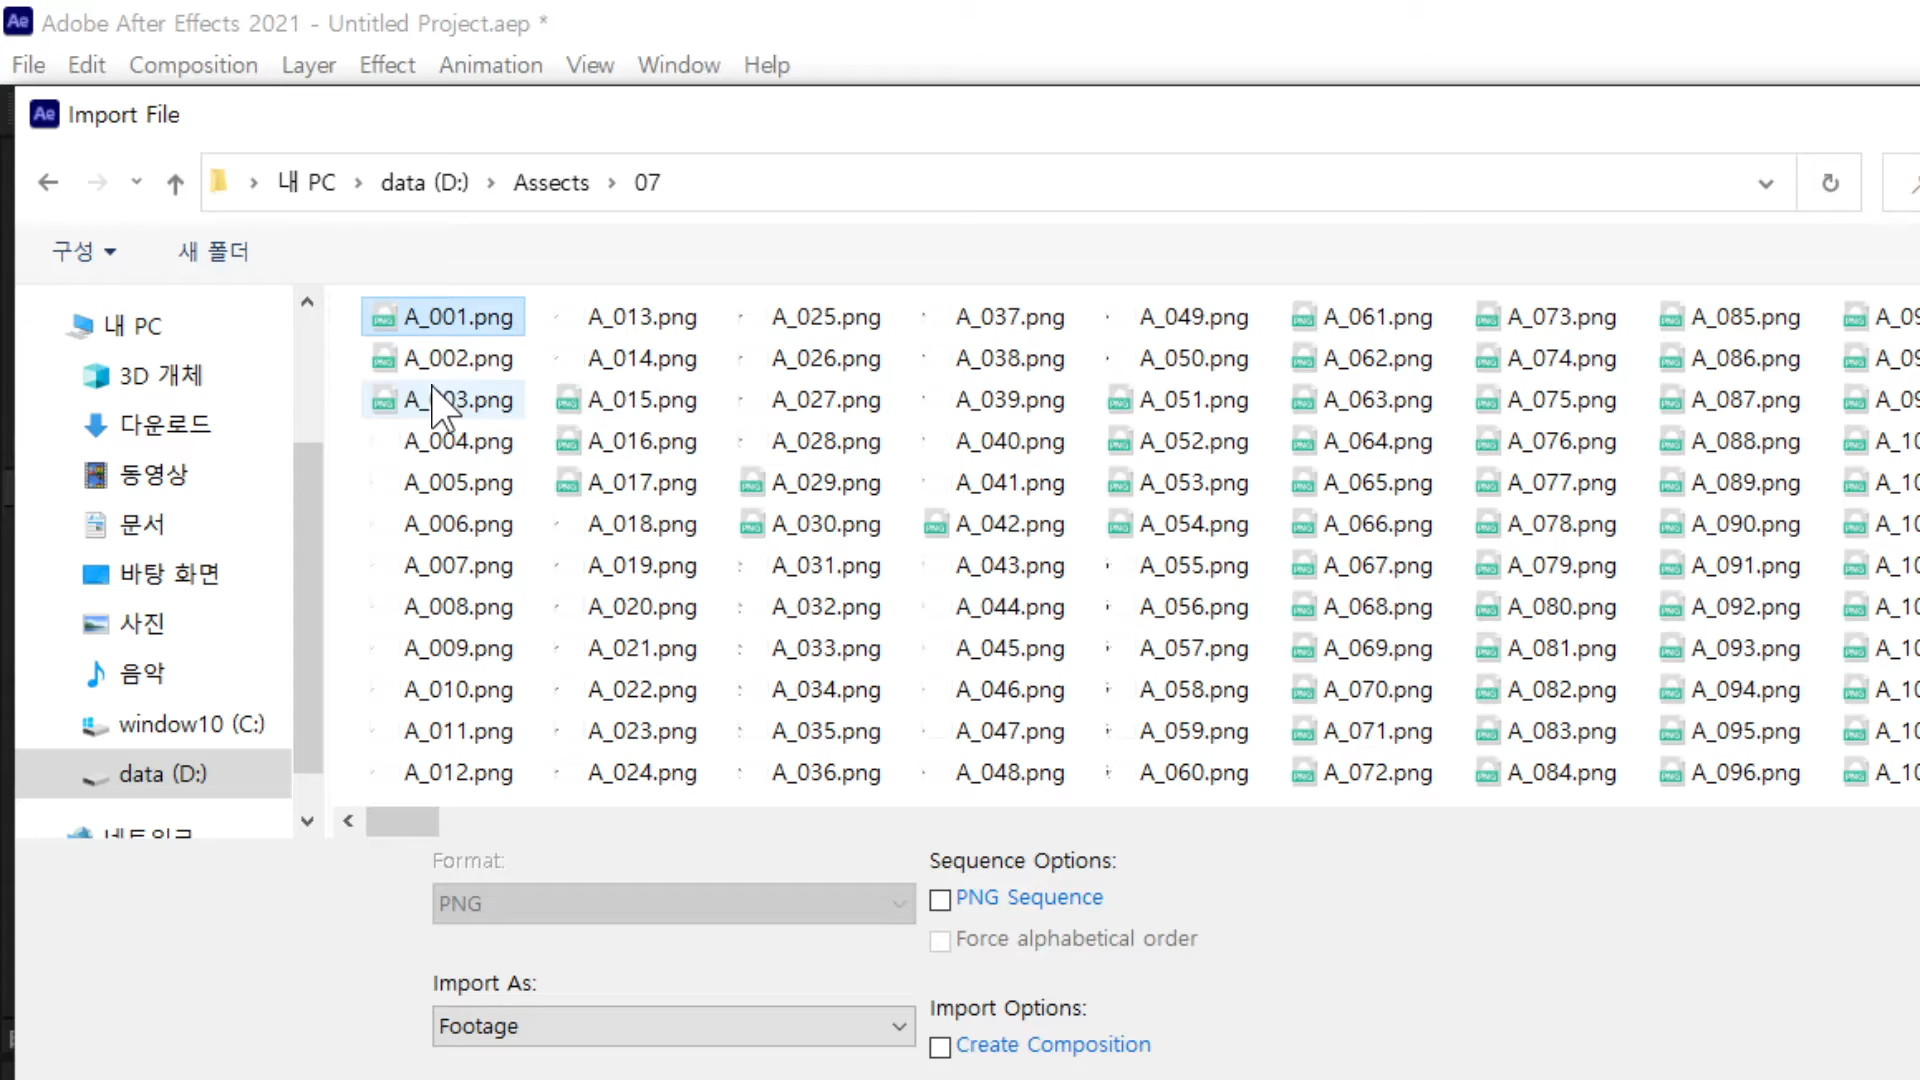 Ae Adobe After Effects 2021 - Untitled Project.aep *
File Edit Composition Layer Effect Animation View Window Help
Ae Import File
내 PC > data (D:) > Assects > 07
구성 새 폴더
내 PC
3D 개체
다운로드
동영상
문서
바탕 화면
사진
음악
window10 (C:)
data (D:)
A_001.png A_013.png A_025.png A_037.png A_049.png A_061.png A_073.png A_085.png
A_002.png A_014.png A_026.png A_038.png A_050.png A_062.png A_074.png A_086.png
A_015.png A_027.png A_039.png A_051.png A_063.png A_075.png A_087.png
A_004.png A_016.png A_028.png A_040.png A_052.png A_064.png A_076.png A_088.png
A_005.png A_017.png A_029.png A_041.png A_053.png A_065.png A_077.png A_089.png
A_006.png A_018.png A_030.png A_042.png A_054.png A_066.png A_078.png A_090.png
A_007.png A_019.png A_031.png A_043.png A_055.png A_067.png A_079.png A_091.png
A_008.png A_020.png A_032.png A_044.png A_056.png A_068.png A_080.png A_092.png
A_009.png A_021.png A_033.png A_045.png A_057.png A_069.png A_081.png A_093.png
A_010.png A_022.png A_034.png A_046.png A_058.png A_070.png A_082.png A_094.png
A_011.png A_023.png A_035.png A_047.png A_059.png A_071.png A_083.png A_095.png
A_012.png A_024.png A_036.png A_048.png A_060.png A_072.png A_084.png A_096.png
Format:
PNG
Import As:
Footage
Sequence Options:
PNG Sequence
Force alphabetical order
Import Options:
Create Composition